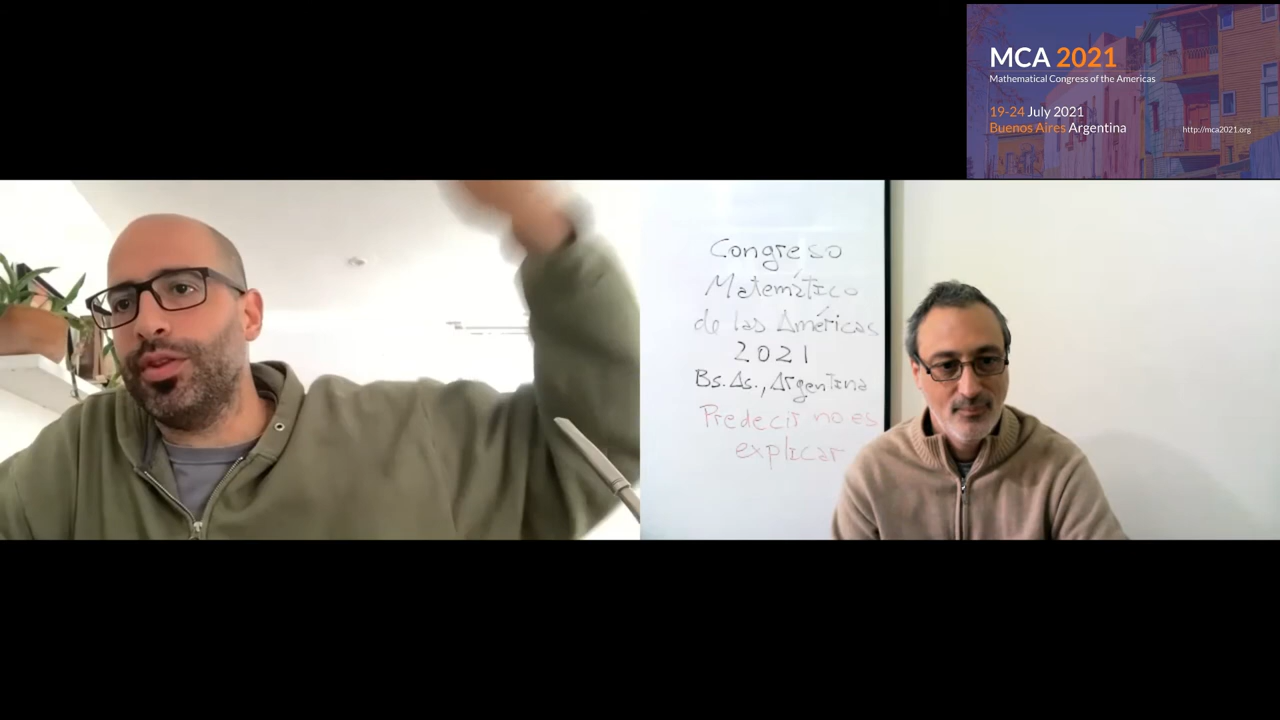 MCA 2021
Mathematical Congress of the Americas
19-24 July 2021
Buenos Aires Argentina
http://mca2021.org
Congreso
Matemático
de las Américas
2021
Bs.As., Argentina
Predecir no es
explicar